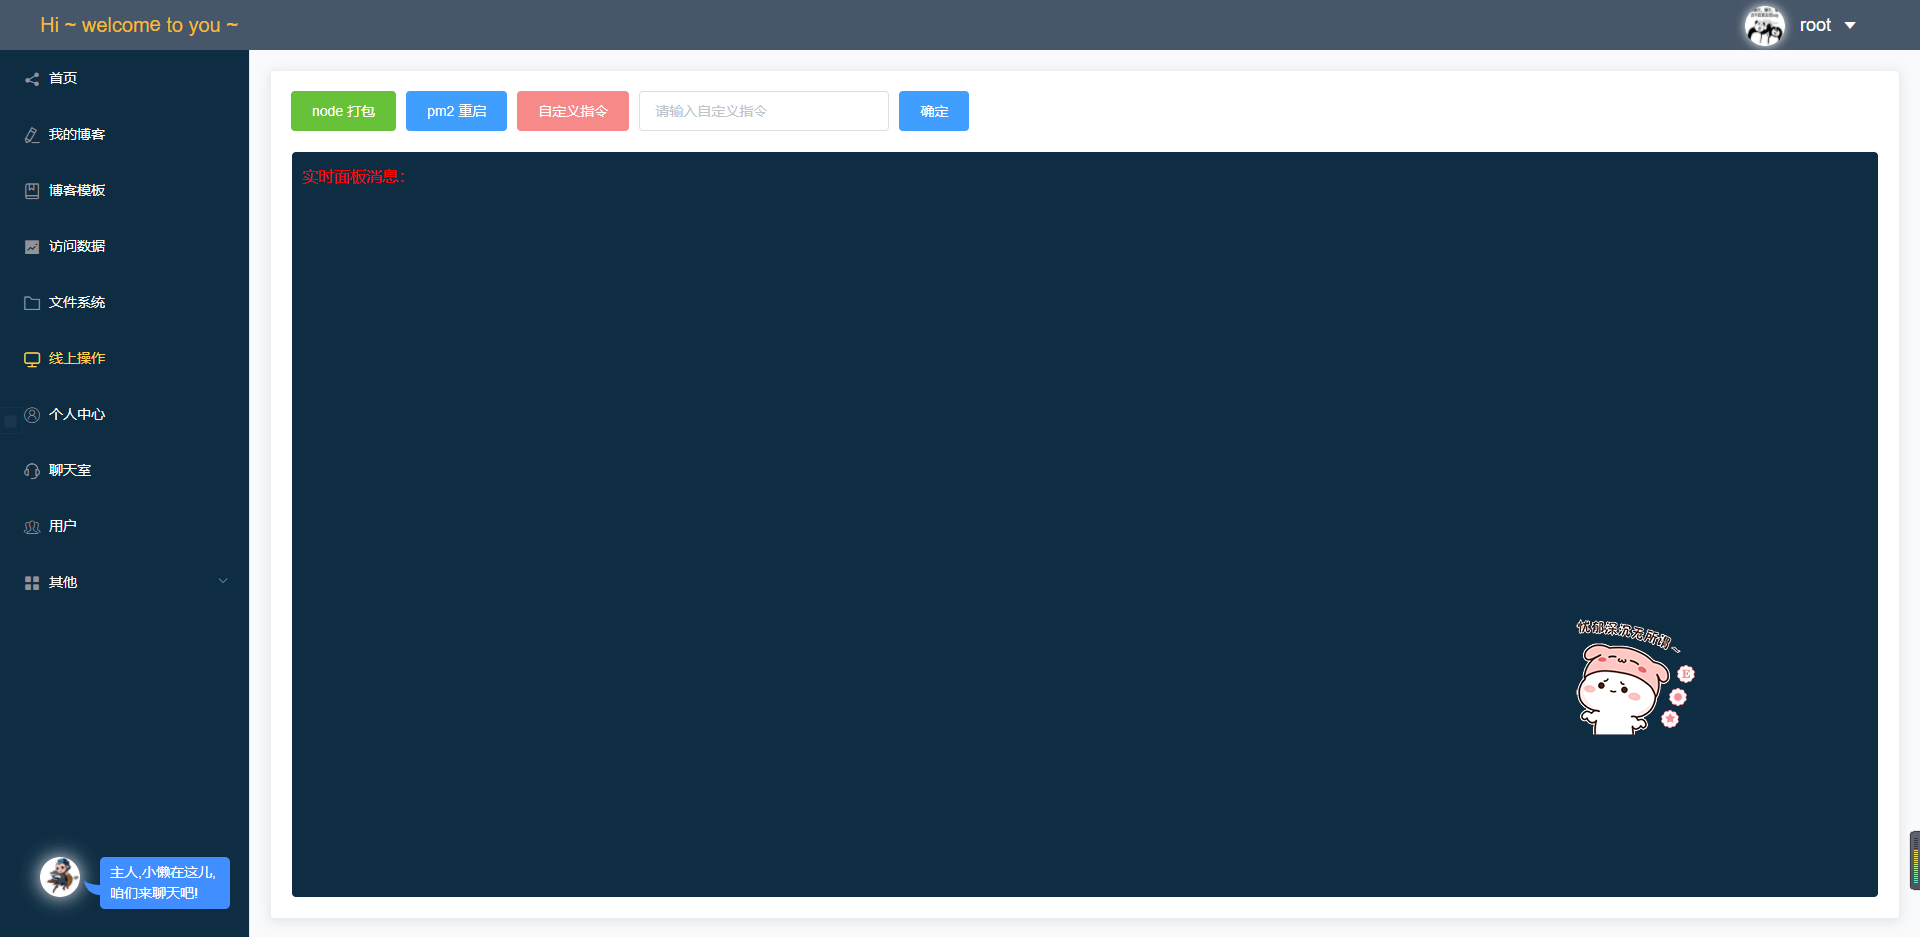 Hi ~ welcome to you ~
root
首页
我的博客
博客模板
访问数据
文件系统
线上操作
个人中心
聊天室
用户
其他
node 打包
pm2 重启
自定义指令
请输入自定义指令
确定
实时面板消息：
忧郁深沉无所谓~
E
主人,小懒在这儿,
咱们来聊天吧!